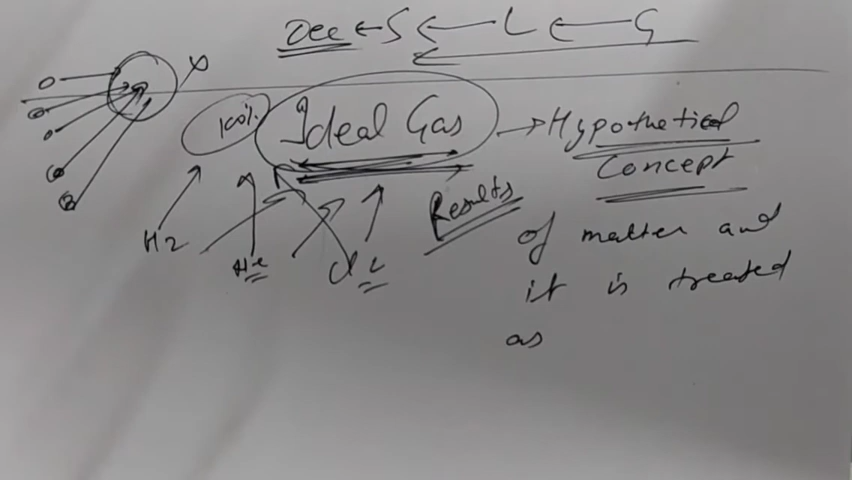 Dec ← S ← L ← G
100% Ideal Gas → Hypothetical
Concept
H2 He Cl2 Results
of matter and
it is treated
as